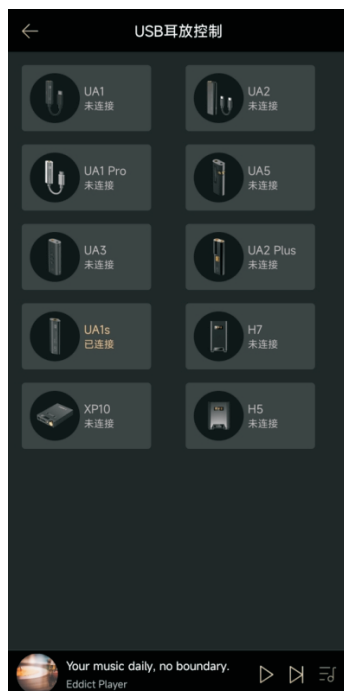 USB耳放控制
UA1
未连接
UA2
未连接
UA1 Pro
未连接
UA5
未连接
UA3
未连接
UA2 Plus
未连接
UA1s
已连接
H7
未连接
XP10
未连接
H5
未连接
Your music daily, no boundary.
Eddict Player